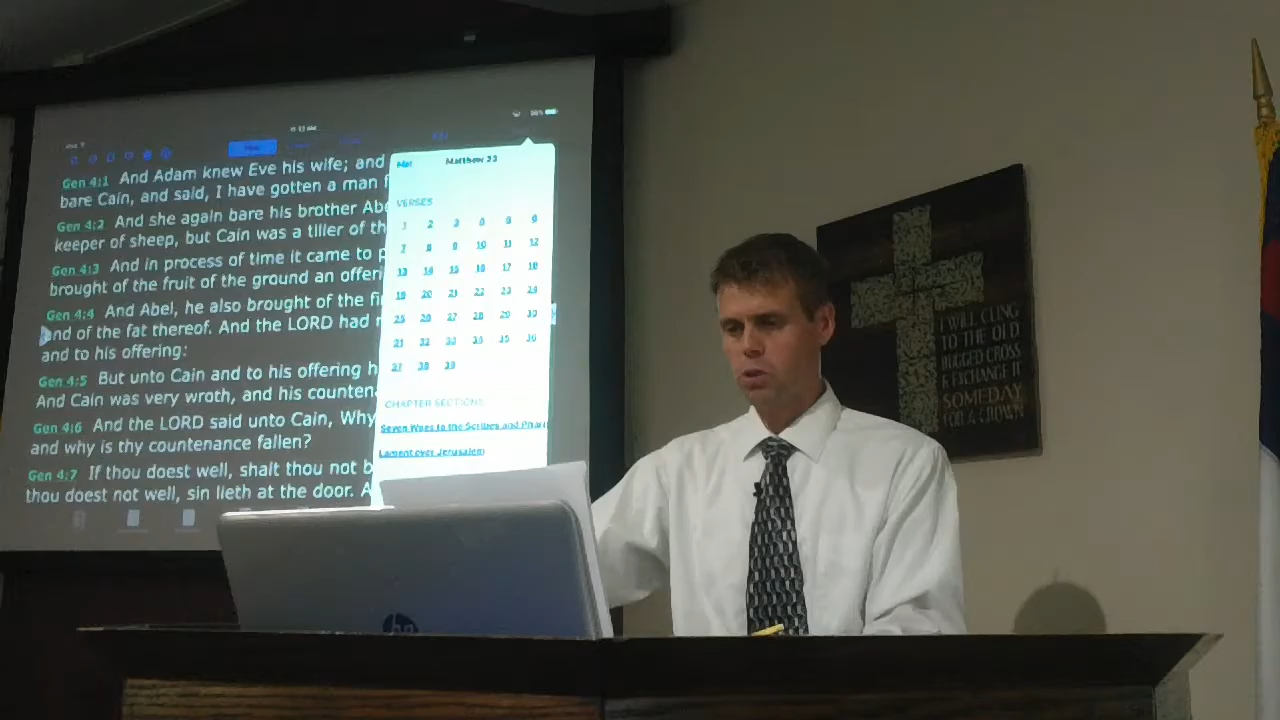 Gen 4:1 And Adam knew Eve his wife; and
bare Cain, and said, I have gotten a man
Gen 4:2 And she again bare his brother Abe
keeper of sheep, but Cain was a tiller of th
Gen 4:3 And in process of time it came to p
brought of the fruit of the ground an offeri
Gen 4:4 And Abel, he also brought of the fi
and of the fat thereof. And the LORD had
and to his offering:
Gen 4:5 But unto Cain and to his offering h
And Cain was very wroth, and his counten
Gen 4:6 And the LORD said unto Cain, Why
and why is thy countenance fallen?
Gen 4:7 If thou doest well, shalt thou not b
thou doest not well, sin lieth at the door. A
Matthew 23
VERSES
1 2 3 4 5 6
7 8 9 10 11 12
13 14 15 16 17 18
19 20 21 22 23 24
25 26 27 28 29 30
31 32 33 34 35 36
37 38 39
CHAPTER SECTIONS
Seven Woes to the Scribes and Phari
Lament over Jerusalem
hp
I WILL CLING
TO THE OLD
RUGGED CROSS
& EXCHANGE IT
SOMEDAY
FOR A CROWN